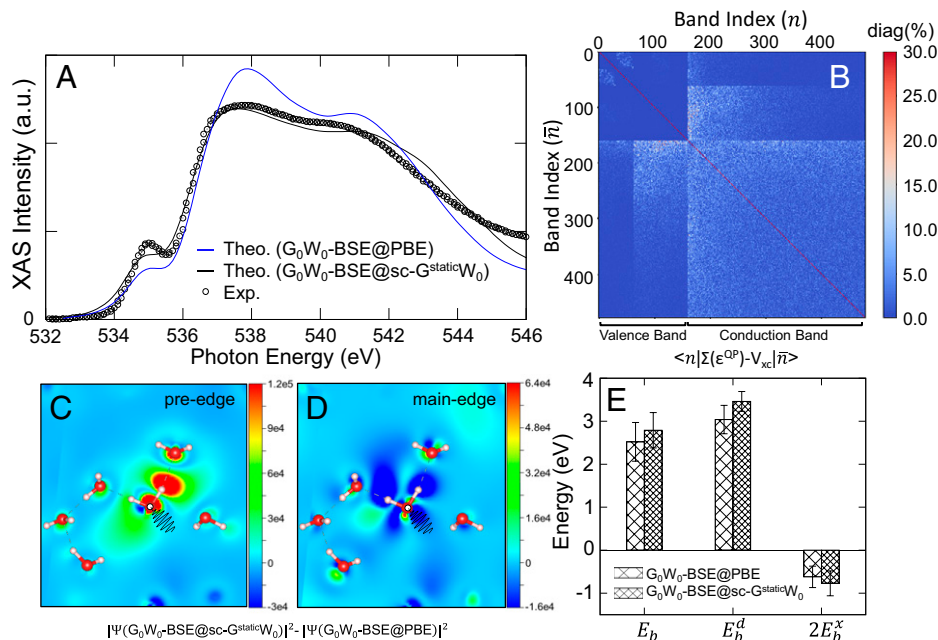 A
XAS Intensity (a.u.)
0
Theo. (G₀W₀-BSE@PBE)
Theo. (G₀W₀-BSE@sc-GˢᵗᵃᵗⁱᶜW₀)
Exp.
532 534 536 538 540 542 544 546
Photon Energy (eV)
Band Index (n)
0 100 200 300 400
diag(%)
B
Band Index (n̄)
0
100
200
300
400
30.0
25.0
20.0
15.0
10.0
5.0
0.0
Valence Band Conduction Band
<n|Σ(εQP)-Vxc|n̄>
C
pre-edge
1.2e5
9e4
6e4
3e4
0
-3e4
D
main-edge
6.4e4
4.8e4
3.2e4
1.6e4
0
-1.6e4
|Ψ(G₀W₀-BSE@sc-GˢᵗᵃᵗⁱᶜW₀)|²-|Ψ(G₀W₀-BSE@PBE)|²
E
Energy (eV)
4
3
2
1
0
-1
G₀W₀-BSE@PBE
G₀W₀-BSE@sc-GˢᵗᵃᵗⁱᶜW₀
E_b E_b^d 2E_b^x